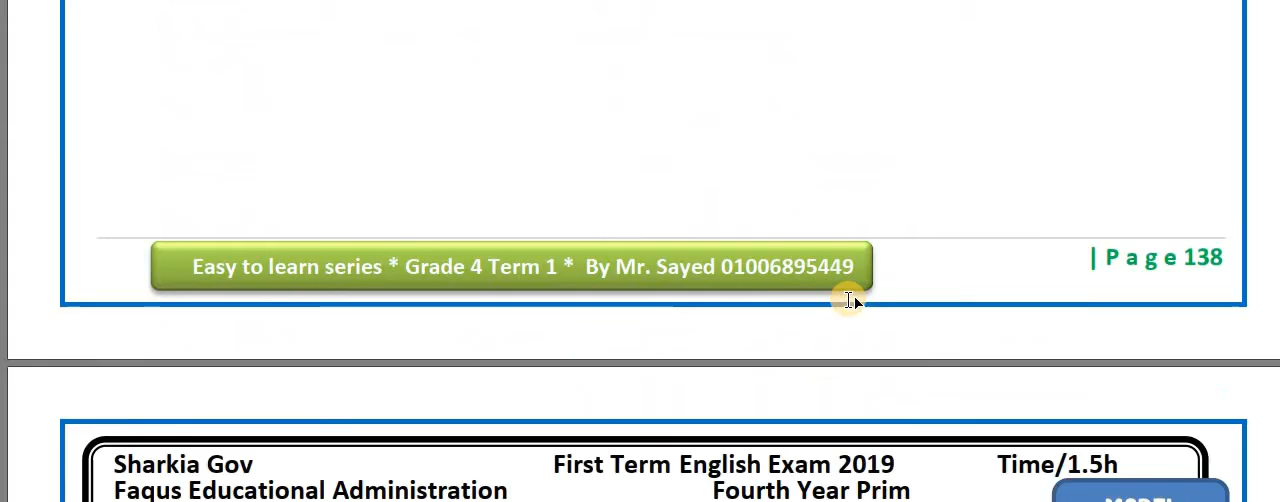 Easy to learn series * Grade 4 Term 1 * By Mr. Sayed 01006895449
| P a g e 138
Sharkia Gov First Term English Exam 2019 Time/1.5h
Faqus Educational Administration Fourth Year Prim
MODEL